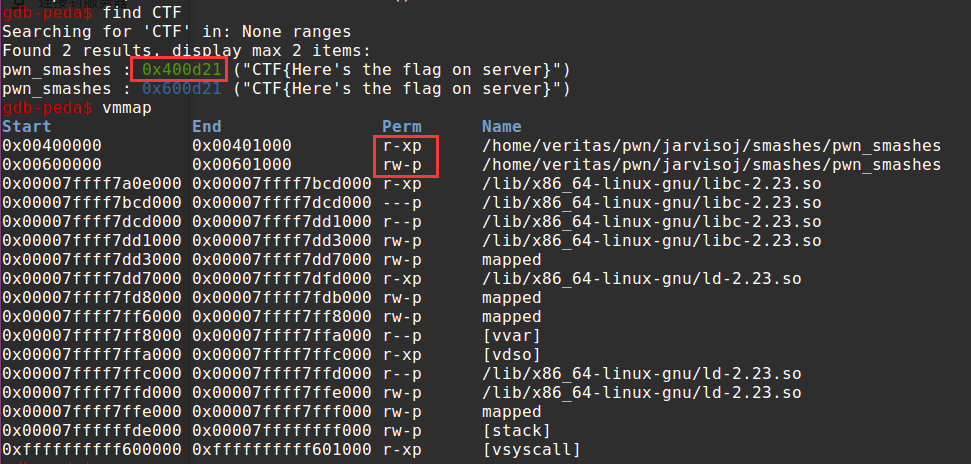 gdb-peda$ find CTF
Searching for 'CTF' in: None ranges
Found 2 results, display max 2 items:
pwn_smashes : 0x400d21 ("CTF{Here's the flag on server}")
pwn_smashes : 0x600d21 ("CTF{Here's the flag on server}")
gdb-peda$ vmmap
Start End Perm Name
0x00400000 0x00401000 r-xp /home/veritas/pwn/jarvisoj/smashes/pwn_smashes
0x00600000 0x00601000 rw-p /home/veritas/pwn/jarvisoj/smashes/pwn_smashes
0x00007ffff7a0e000 0x00007ffff7bcd000 r-xp /lib/x86_64-linux-gnu/libc-2.23.so
0x00007ffff7bcd000 0x00007ffff7dcd000 ---p /lib/x86_64-linux-gnu/libc-2.23.so
0x00007ffff7dcd000 0x00007ffff7dd1000 r--p /lib/x86_64-linux-gnu/libc-2.23.so
0x00007ffff7dd1000 0x00007ffff7dd3000 rw-p /lib/x86_64-linux-gnu/libc-2.23.so
0x00007ffff7dd3000 0x00007ffff7dd7000 rw-p mapped
0x00007ffff7dd7000 0x00007ffff7dfd000 r-xp /lib/x86_64-linux-gnu/ld-2.23.so
0x00007ffff7fd8000 0x00007ffff7fdb000 rw-p mapped
0x00007ffff7ff6000 0x00007ffff7ff8000 rw-p mapped
0x00007ffff7ff8000 0x00007ffff7ffa000 r--p [vvar]
0x00007ffff7ffa000 0x00007ffff7ffc000 r-xp [vdso]
0x00007ffff7ffc000 0x00007ffff7ffd000 r--p /lib/x86_64-linux-gnu/ld-2.23.so
0x00007ffff7ffd000 0x00007ffff7ffe000 rw-p /lib/x86_64-linux-gnu/ld-2.23.so
0x00007ffff7ffe000 0x00007ffff7fff000 rw-p mapped
0x00007ffffffde000 0x00007ffffffff000 rw-p [stack]
0xffffffffff600000 0xffffffffff601000 r-xp [vsyscall]